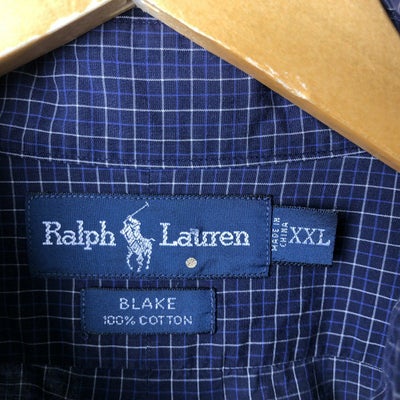 Ralph Lauren
MADE IN
CHINA
XXL
BLAKE
100% COTTON